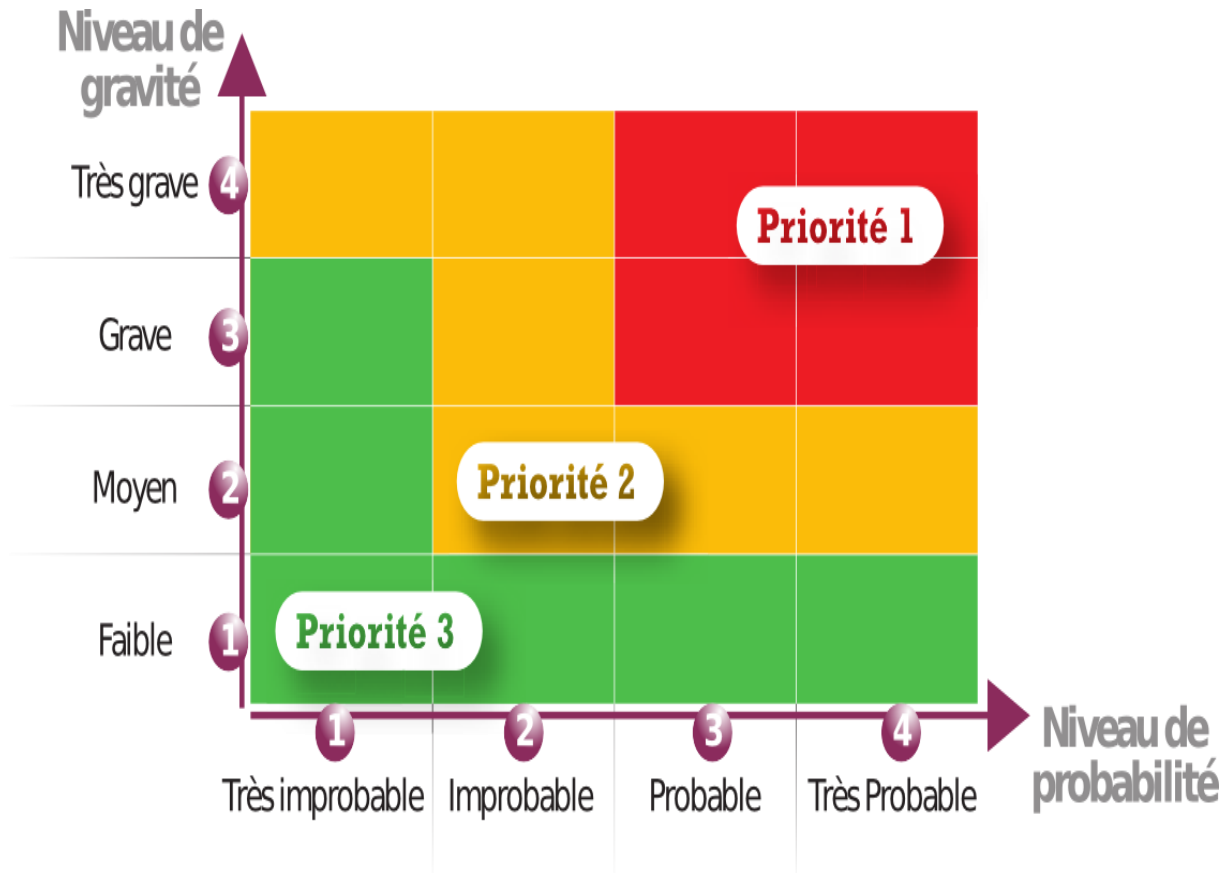 Niveau de
gravité
Très grave 4
Priorité 1
Grave 3
Moyen 2
Priorité 2
Faible 1
Priorité 3
1 2 3 4
Très improbable Improbable Probable Très Probable
Niveau de
probabilité